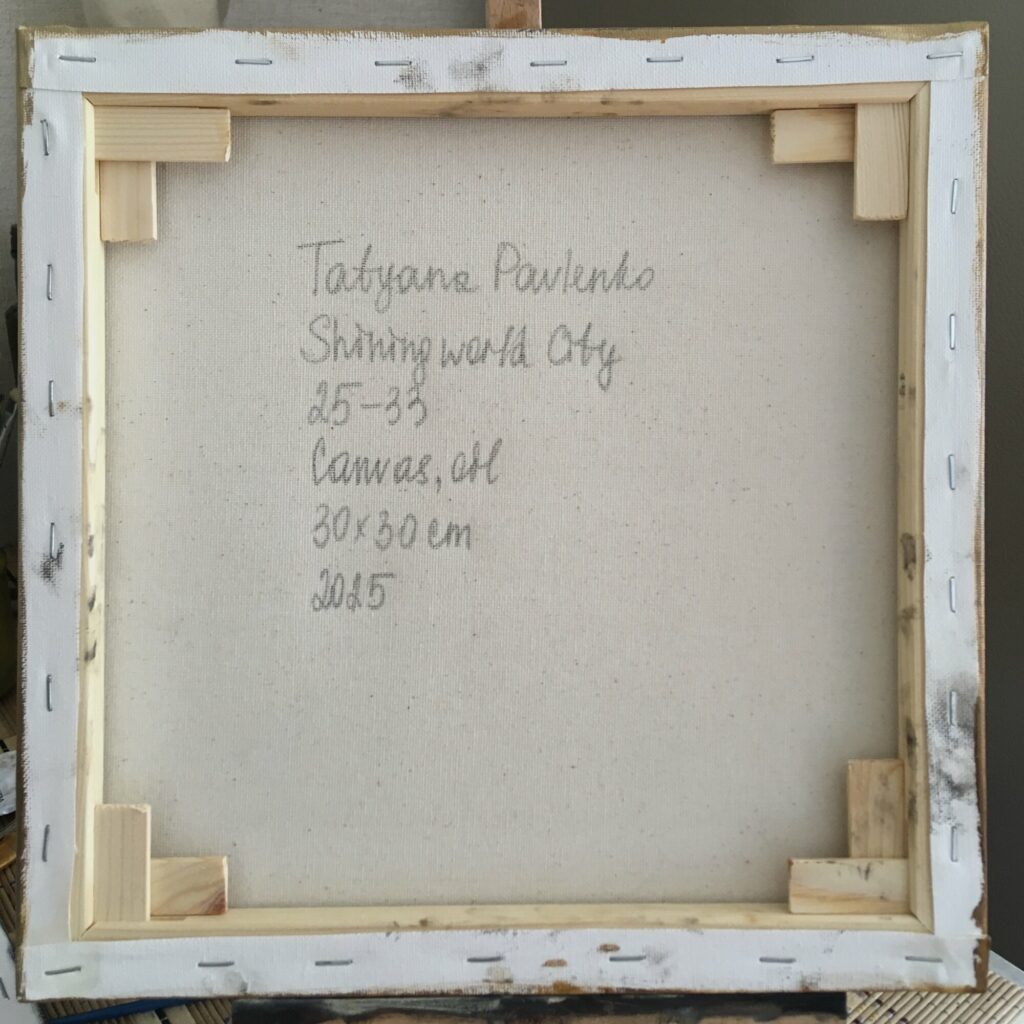 Tatyana Pavlenko
Shining world City
25-33
Canvas, oil
30x30 cm
2025